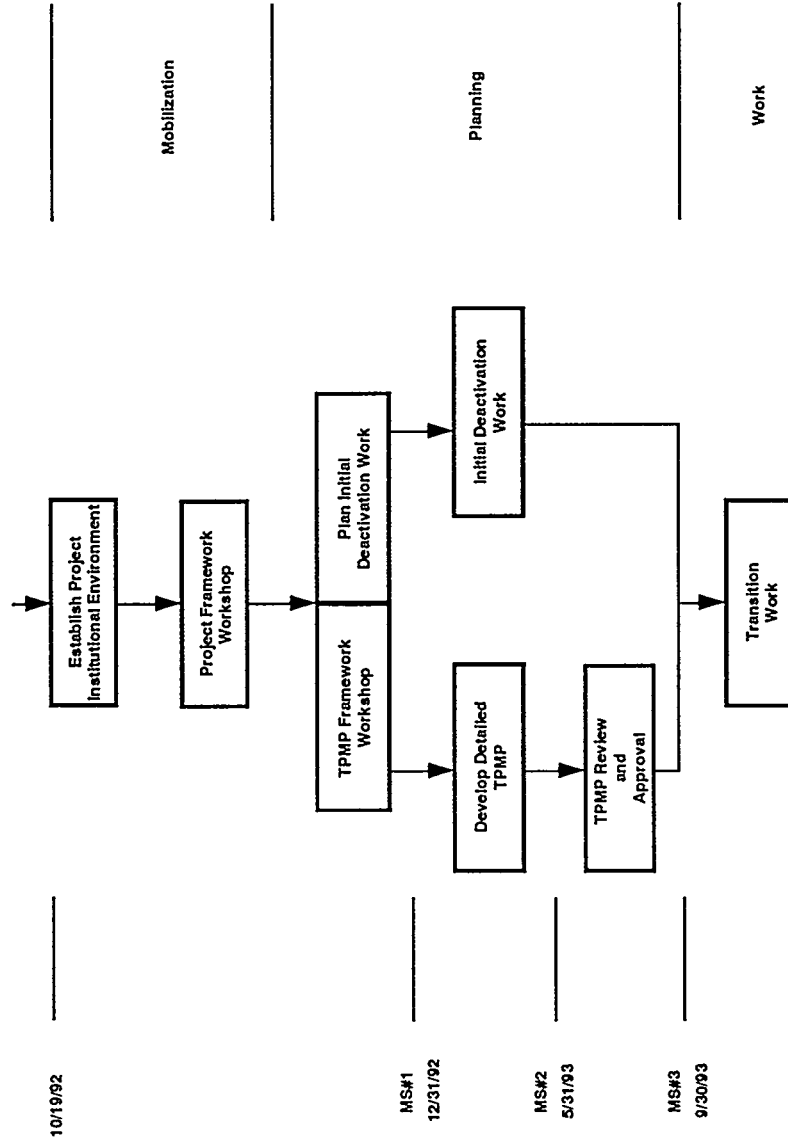 10/19/92
MS#1
12/31/92
MS#2
5/31/93
MS#3
9/30/93
Establish Project
Institutional Environment
Project Framework
Workshop
TPMP Framework
Workshop
Plan Initial
Deactivation Work
Develop Detailed
TPMP
Initial Deactivation
Work
TPMP Review
and
Approval
Transition
Work
Mobilization
Planning
Work